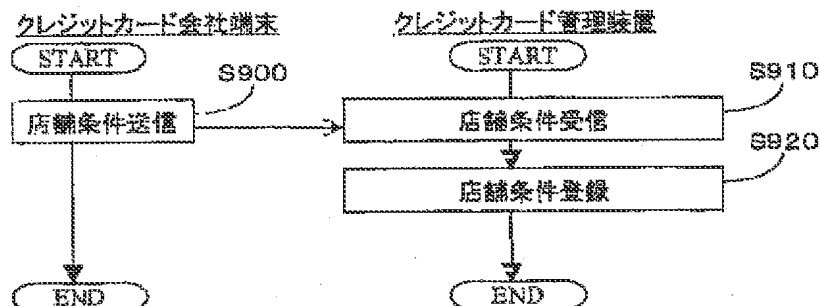 クレジットカード会社端末
クレジットカード管理装置
START
START
S900
S910
店舗条件送信
店舗条件受信
S920
店舗条件登録
END
END